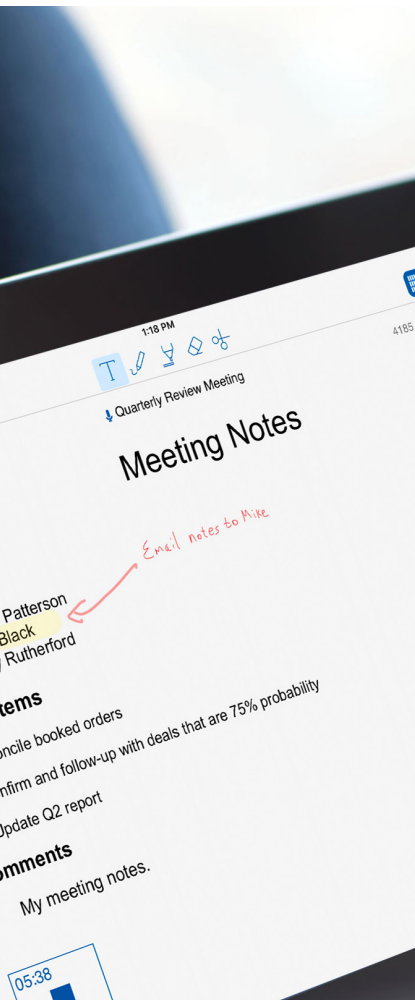 1:18 PM
T
4185
Quarterly Review Meeting
Meeting Notes
Email notes to Mike
Patterson
Black
Rutherford
tems
oncile booked orders
nfirm and follow-up with deals that are 75% probability
Update Q2 report
omments
My meeting notes.
05:38